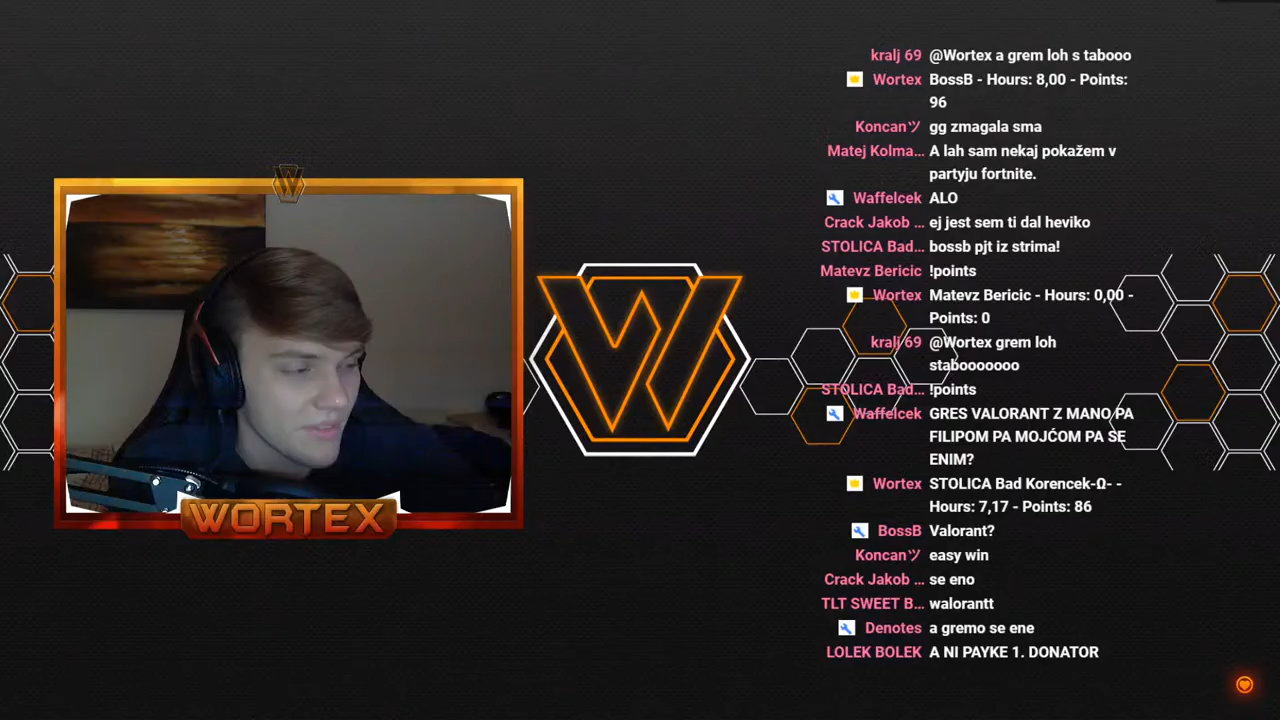 kralj 69 @Wortex a grem loh s tabooo
Wortex BossB - Hours: 8,00 - Points:
96
Koncanツ gg zmagala sma
Matej Kolma... A lah sam nekaj pokažem v
partyju fortnite.
Waffelcek ALO
Crack Jakob ... ej jest sem ti dal heviko
STOLICA Bad... bossb pjt iz strima!
Matevz Bericic !points
Wortex Matevz Bericic - Hours: 0,00 -
Points: 0
kralj 69 @Wortex grem loh
stabooooooo
STOLICA Bad... !points
Waffelcek GRES VALORANT Z MANO PA
FILIPOM PA MOJĆOM PA SE
ENIM?
Wortex STOLICA Bad Korencek-Ω- -
Hours: 7,17 - Points: 86
BossB Valorant?
Koncanツ easy win
Crack Jakob ... se eno
TLT SWEET B... walorantt
Denotes a gremo se ene
LOLEK BOLEK A NI PAYKE 1. DONATOR
W
W
WORTEX